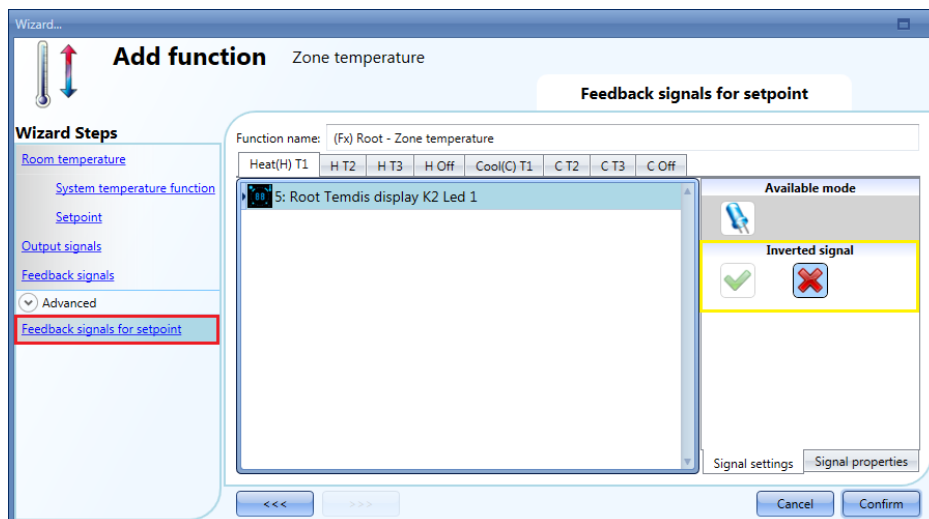 Wizard...
Add function Zone temperature
Feedback signals for setpoint
Wizard Steps
Room temperature
System temperature function
Setpoint
Output signals
Feedback signals
Advanced
Feedback signals for setpoint
Function name: (Fx) Root - Zone temperature
Heat(H) T1 H T2 H T3 H Off Cool(C) T1 C T2 C T3 C Off
5: Root Temdis display K2 Led 1
Available mode
Inverted signal
Signal settings Signal properties
<<< >>> Cancel Confirm